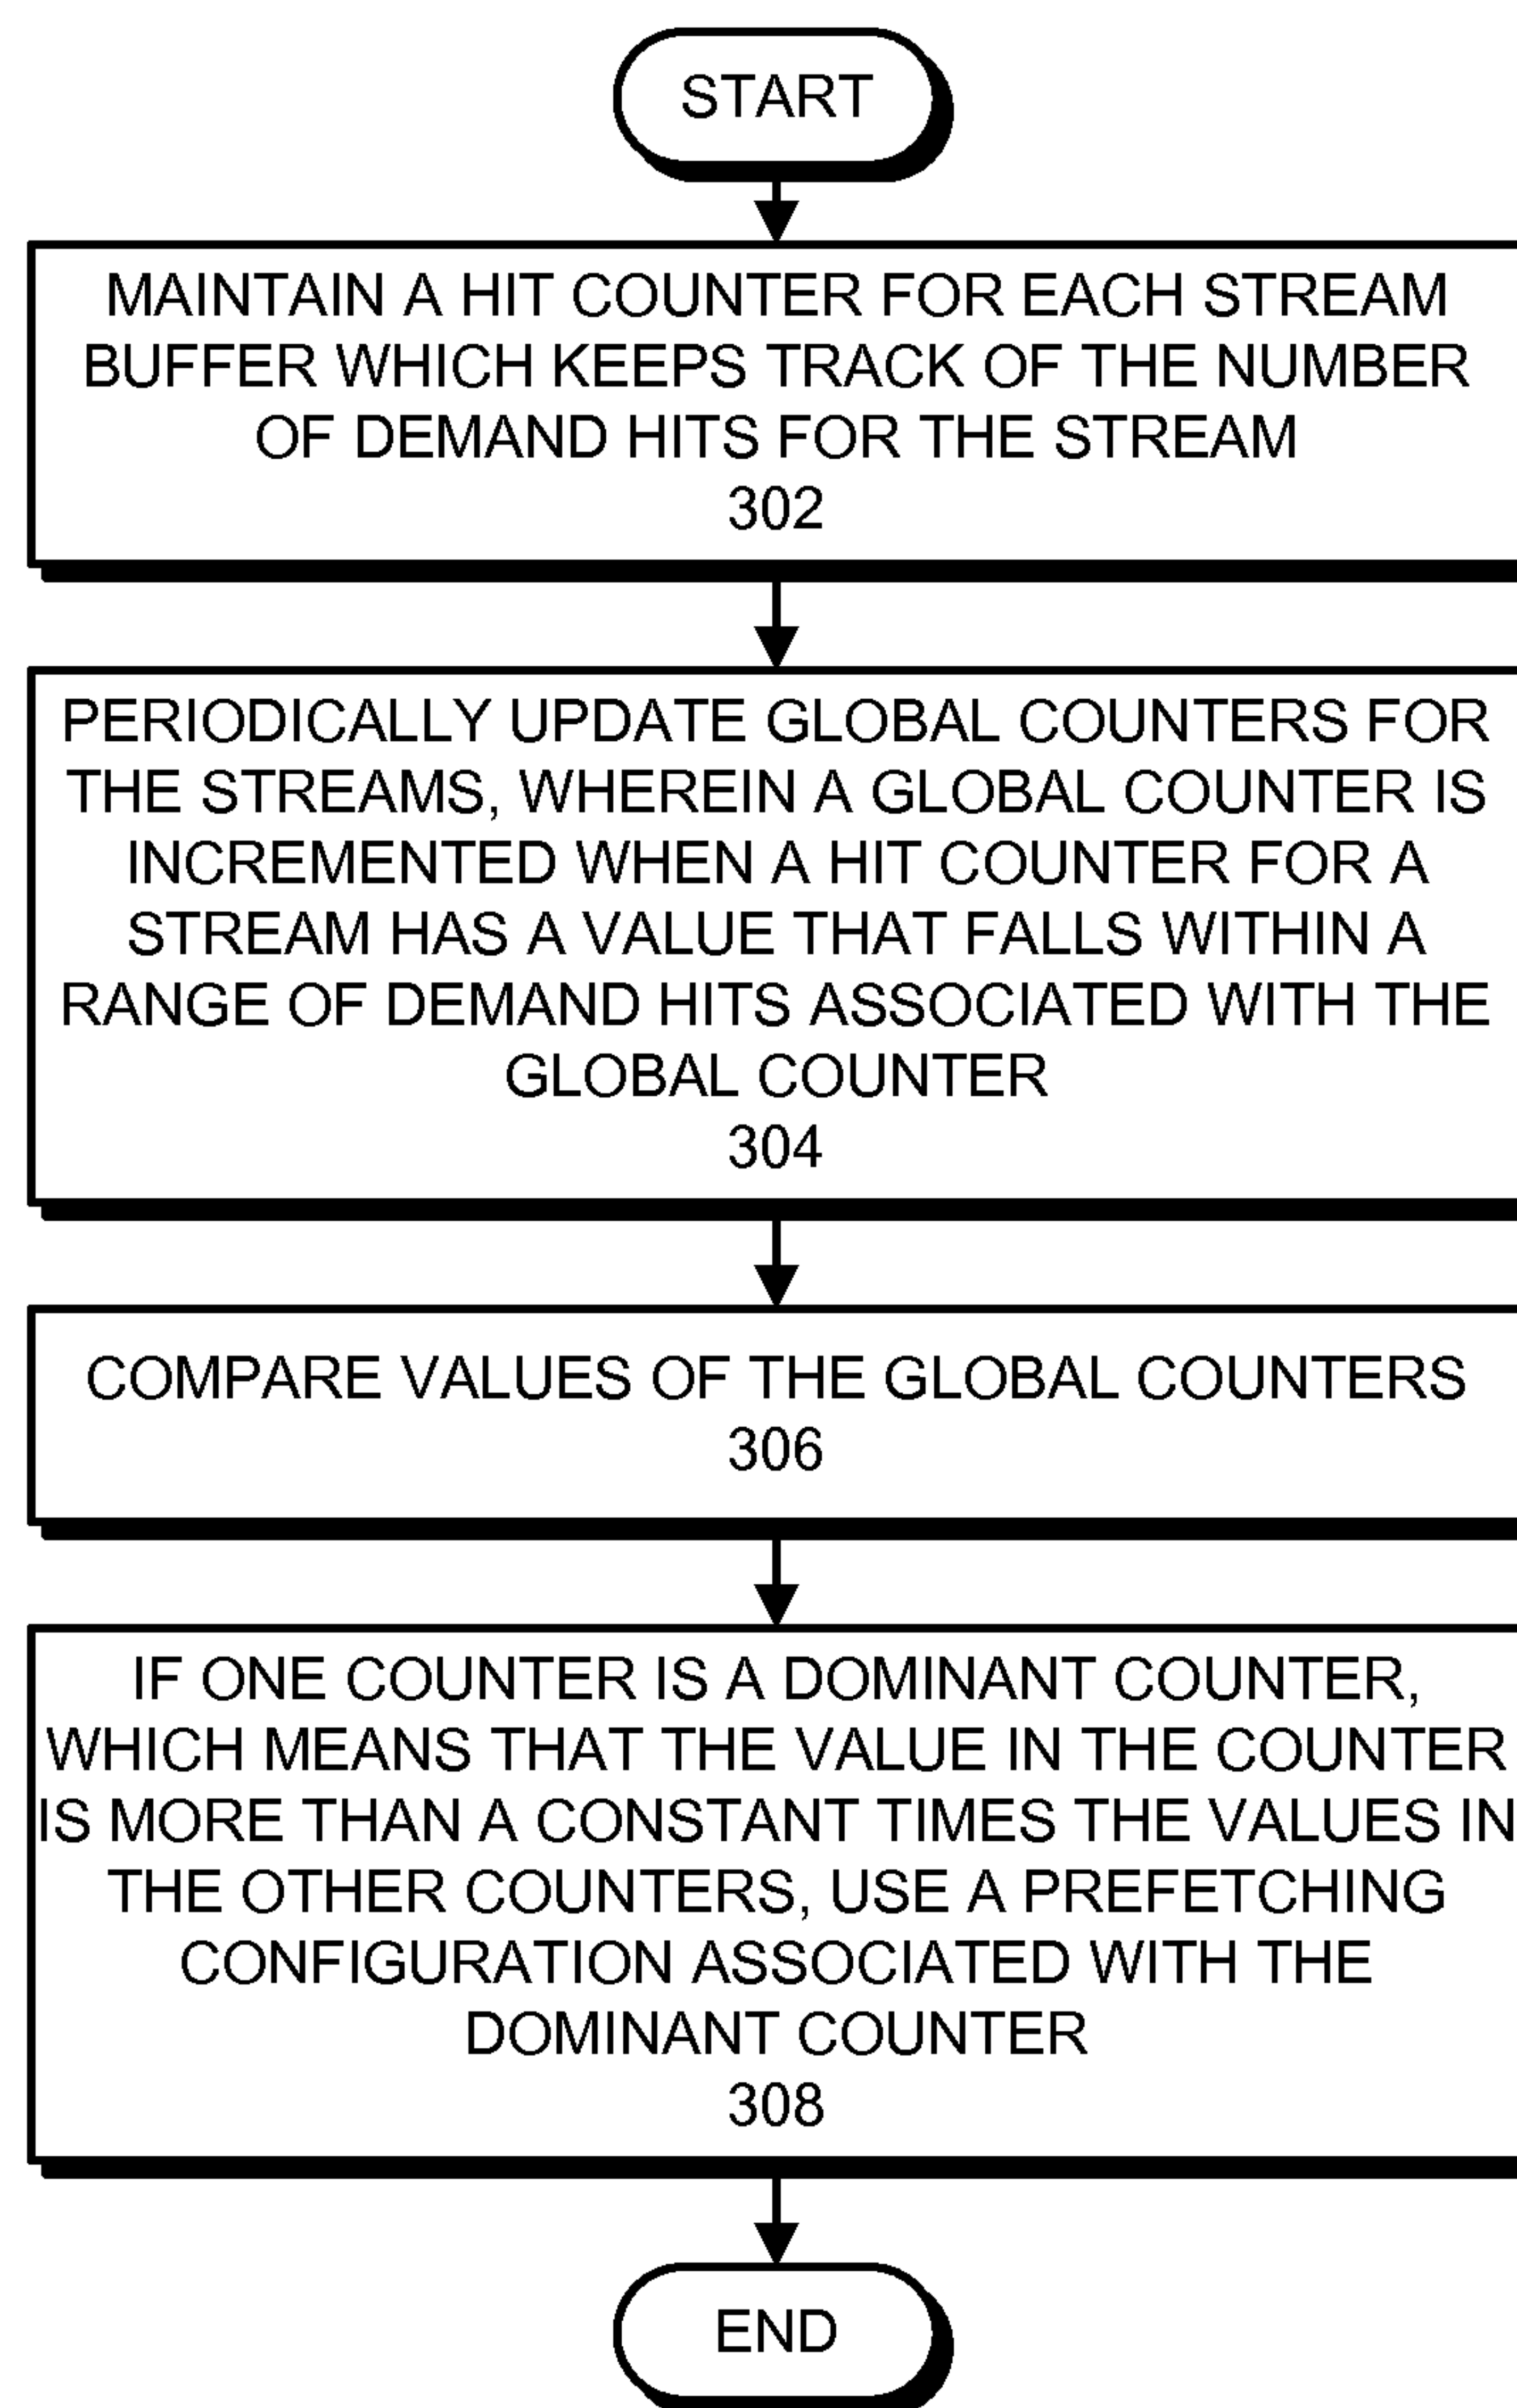 START
MAINTAIN A HIT COUNTER FOR EACH STREAM
BUFFER WHICH KEEPS TRACK OF THE NUMBER
OF DEMAND HITS FOR THE STREAM
302
PERIODICALLY UPDATE GLOBAL COUNTERS FOR
THE STREAMS, WHEREIN A GLOBAL COUNTER IS
INCREMENTED WHEN A HIT COUNTER FOR A
STREAM HAS A VALUE THAT FALLS WITHIN A
RANGE OF DEMAND HITS ASSOCIATED WITH THE
GLOBAL COUNTER
304
COMPARE VALUES OF THE GLOBAL COUNTERS
306
IF ONE COUNTER IS A DOMINANT COUNTER,
WHICH MEANS THAT THE VALUE IN THE COUNTER
IS MORE THAN A CONSTANT TIMES THE VALUES IN
THE OTHER COUNTERS, USE A PREFETCHING
CONFIGURATION ASSOCIATED WITH THE
DOMINANT COUNTER
308
END